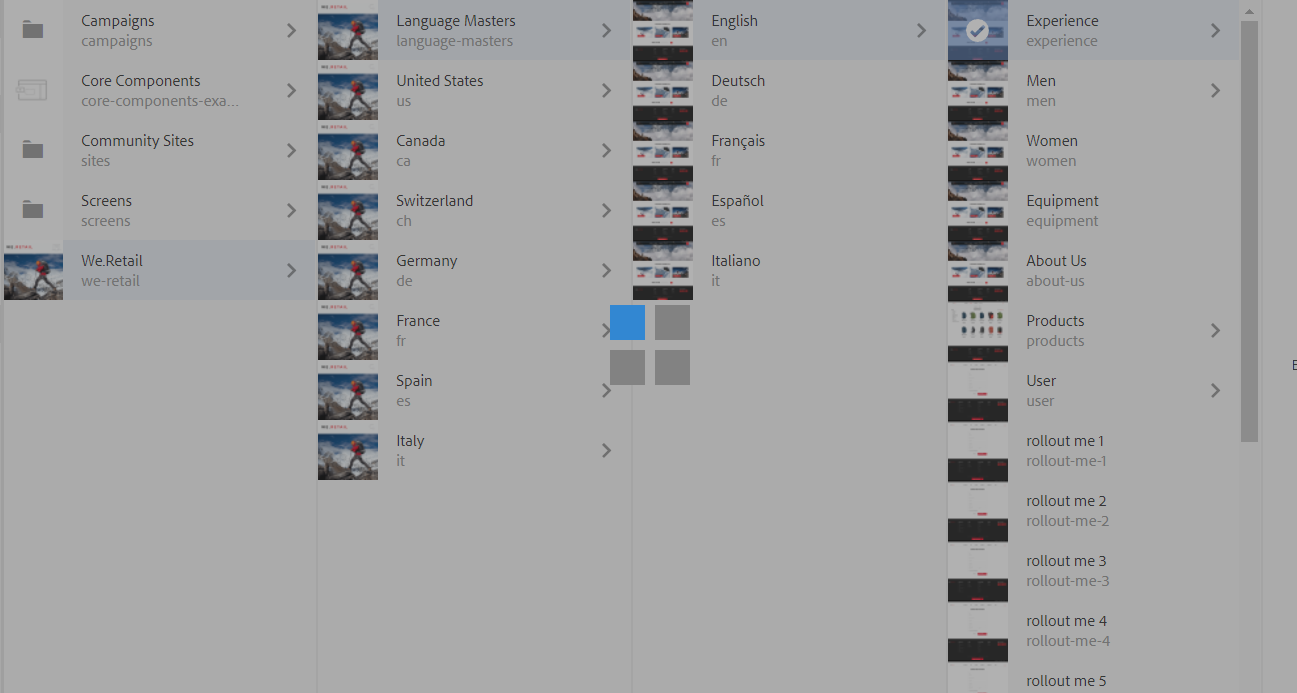 Campaigns
campaigns
Core Components
core-components-exa...
Community Sites
sites
Screens
screens
We.Retail
we-retail
Language Masters
language-masters
United States
us
Canada
ca
Switzerland
ch
Germany
de
France
fr
Spain
es
Italy
it
English
en
Deutsch
de
Français
fr
Español
es
Italiano
it
Experience
experience
Men
men
Women
women
Equipment
equipment
About Us
about-us
Products
products
User
user
rollout me 1
rollout-me-1
rollout me 2
rollout-me-2
rollout me 3
rollout-me-3
rollout me 4
rollout-me-4
rollout me 5